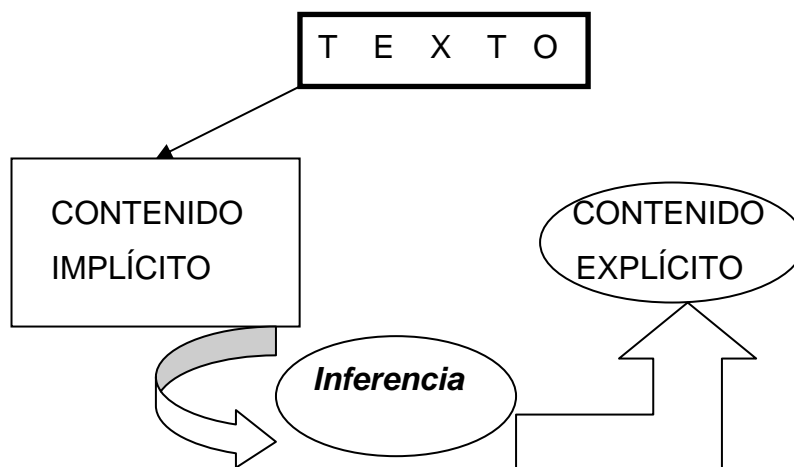 T E X T O
CONTENIDO
IMPLÍCITO
CONTENIDO
EXPLÍCITO
Inferencia